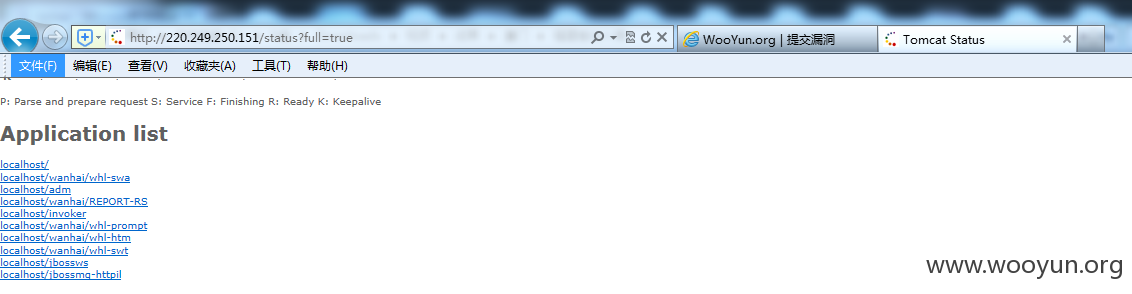 http://220.249.250.151/status?full=true
WooYun.org | 提交漏洞
Tomcat Status
文件(F) 编辑(E) 查看(V) 收藏夹(A) 工具(T) 帮助(H)
P: Parse and prepare request S: Service F: Finishing R: Ready K: Keepalive
Application list
localhost/
localhost/wanhai/whl-swa
localhost/adm
localhost/wanhai/REPORT-RS
localhost/invoker
localhost/wanhai/whl-prompt
localhost/wanhai/whl-htm
localhost/wanhai/whl-swt
localhost/jbossws
localhost/jbossmq-httpil
www.wooyun.org